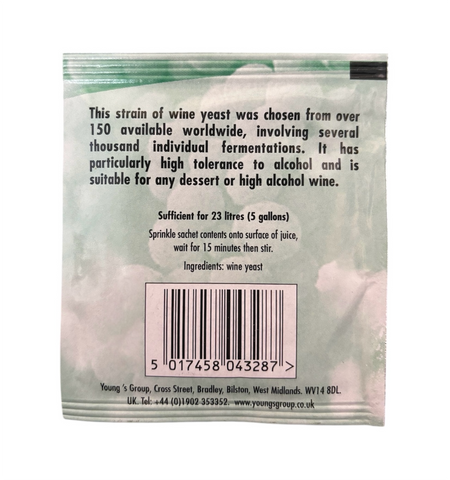 This strain of wine yeast was chosen from over
150 available worldwide, involving several
thousand individual fermentations. It has
particularly high tolerance to alcohol and is
suitable for any dessert or high alcohol wine.
Sufficient for 23 litres (5 gallons)
Sprinkle sachet contents onto surface of juice,
wait for 15 minutes then stir.
Ingredients: wine yeast
5 017458 043287 >
Young 's Group, Cross Street, Bradley, Bilston, West Midlands. WV14 8DL.
UK. Tel: +44 (0)1902 353352. www.youngsgroup.co.uk